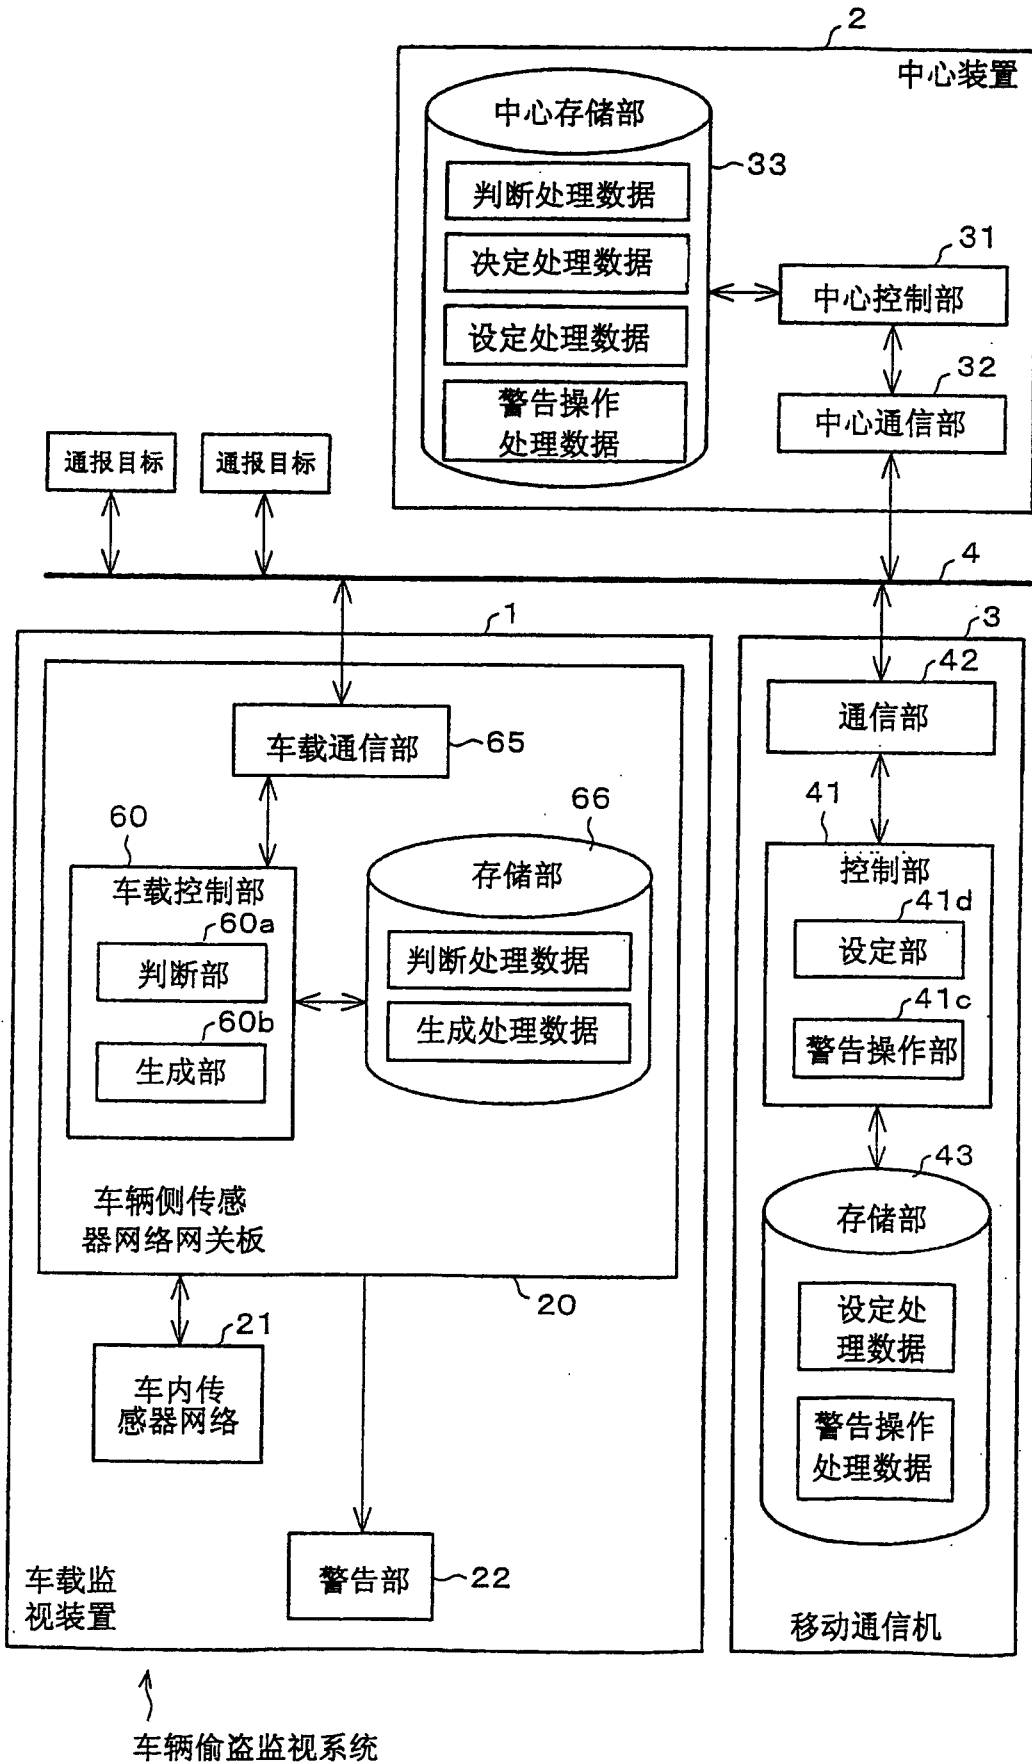 2
中心装置
中心存储部
33
判断处理数据
决定处理数据
设定处理数据
警告操作
处理数据
31
中心控制部
32
中心通信部
通报目标
通报目标
4
1
车载通信部
65
60
车载控制部
60a
判断部
60b
生成部
66
存储部
判断处理数据
生成处理数据
车辆侧传感
器网络网关板
20
21
车内传
感器网络
警告部
22
车载监
视装置
3
42
通信部
41
控制部
41d
设定部
41c
警告操作部
43
存储部
设定处
理数据
警告操作
处理数据
移动通信机
车辆偷盗监视系统